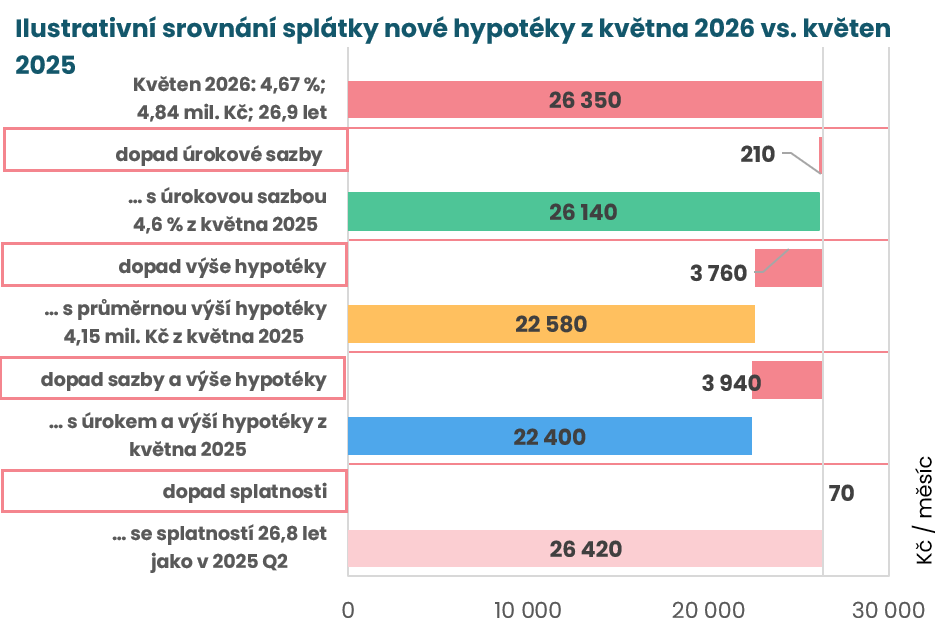 Ilustrativní srovnání splátky nové hypotéky z května 2026 vs. květen
2025
Květen 2026: 4,67 %;
4,84 mil. Kč; 26,9 let
26 350
dopad úrokové sazby
210
... s úrokovou sazbou
4,6 % z května 2025
26 140
dopad výše hypotéky
3 760
... s průměrnou výší hypotéky
4,15 mil. Kč z května 2025
22 580
dopad sazby a výše hypotéky
3 940
... s úrokem a výší hypotéky z
května 2025
22 400
dopad splatnosti
70
... se splatností 26,8 let
jako v 2025 Q2
26 420
Kč / měsíc
0
10 000
20 000
30 000